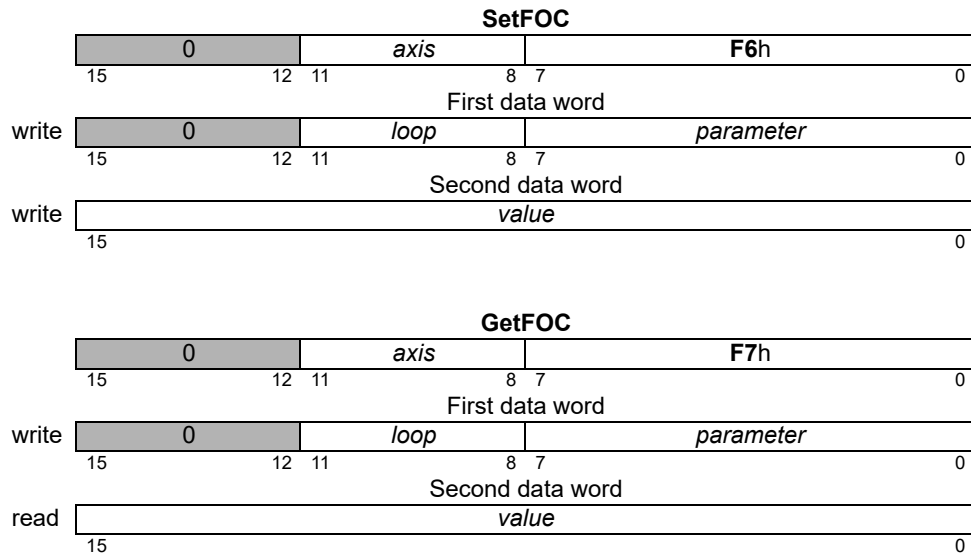 SetFOC
0 axis F6h
15 12 11 8 7 0
First data word
write 0 loop parameter
15 12 11 8 7 0
Second data word
write value
15 0
GetFOC
0 axis F7h
15 12 11 8 7 0
First data word
write 0 loop parameter
15 12 11 8 7 0
Second data word
read value
15 0